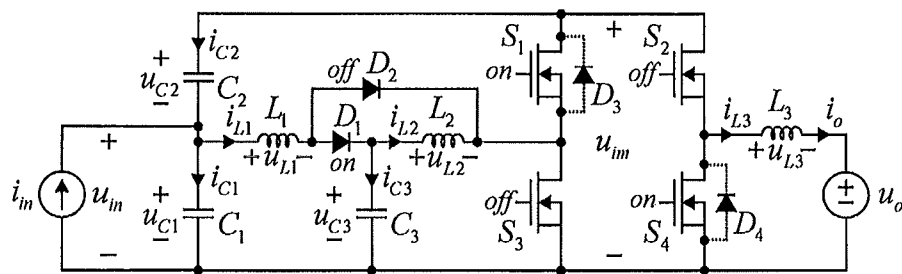 i_C2
+
u_C2
−
C_2
off D_2
S_1
on
D_3
+
S_2
off
L_1
D_1
i_L2 L_2
i_L1
+ u_L1 −
on
+ u_L2 −
u_im
i_L3 L_3 i_o
+ u_L3 −
i_in
+
u_in
−
i_C1
+
u_C1
−
C_1
i_C3
+
u_C3
−
C_3
off
S_3
−
on
S_4
D_4
+
−
u_o